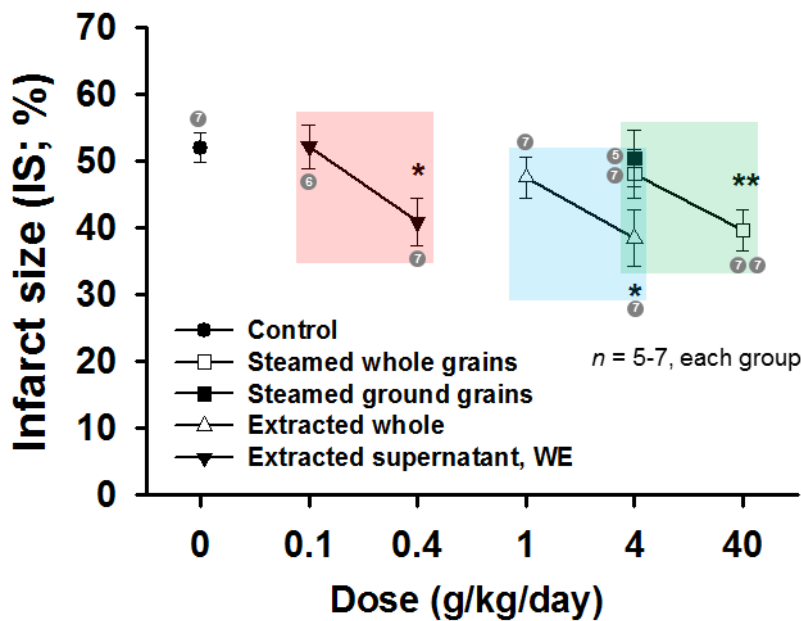 Infarct size (IS; %)
70
60
50
40
30
20
10
0
7
6
*
7
7
5
7
*
7
**
7 7
Control
Steamed whole grains
Steamed ground grains
Extracted whole
Extracted supernatant, WE
n = 5-7, each group
0 0.1 0.4 1 4 40
Dose (g/kg/day)